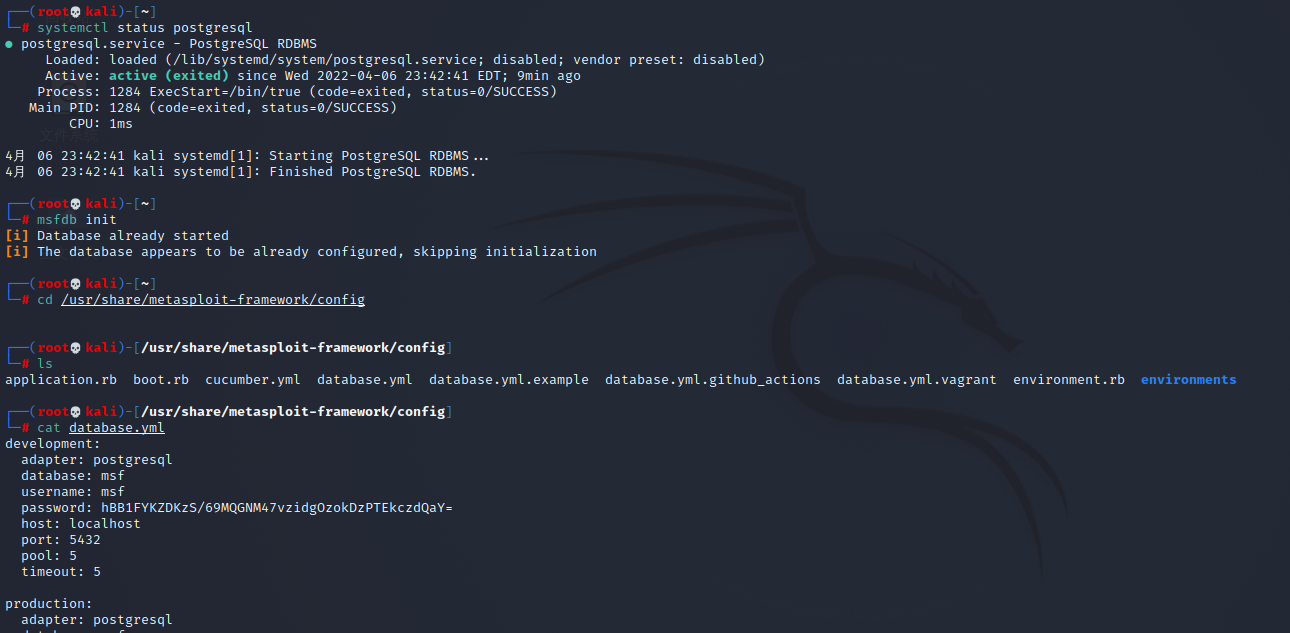 ┌──(root💀kali)-[~]
└─# systemctl status postgresql
● postgresql.service - PostgreSQL RDBMS
     Loaded: loaded (/lib/systemd/system/postgresql.service; disabled; vendor preset: disabled)
     Active: active (exited) since Wed 2022-04-06 23:42:41 EDT; 9min ago
    Process: 1284 ExecStart=/bin/true (code=exited, status=0/SUCCESS)
   Main PID: 1284 (code=exited, status=0/SUCCESS)
        CPU: 1ms
4月 06 23:42:41 kali systemd[1]: Starting PostgreSQL RDBMS...
4月 06 23:42:41 kali systemd[1]: Finished PostgreSQL RDBMS.
┌──(root💀kali)-[~]
└─# msfdb init
[i] Database already started
[i] The database appears to be already configured, skipping initialization
┌──(root💀kali)-[~]
└─# cd /usr/share/metasploit-framework/config
┌──(root💀kali)-[/usr/share/metasploit-framework/config]
└─# ls
application.rb  boot.rb  cucumber.yml  database.yml  database.yml.example  database.yml.github_actions  database.yml.vagrant  environment.rb  environments
┌──(root💀kali)-[/usr/share/metasploit-framework/config]
└─# cat database.yml
development:
  adapter: postgresql
  database: msf
  username: msf
  password: hBB1FYKZDKzS/69MQGNM47vzidgOzokDzPTEkczdQaY=
  host: localhost
  port: 5432
  pool: 5
  timeout: 5
production:
  adapter: postgresql